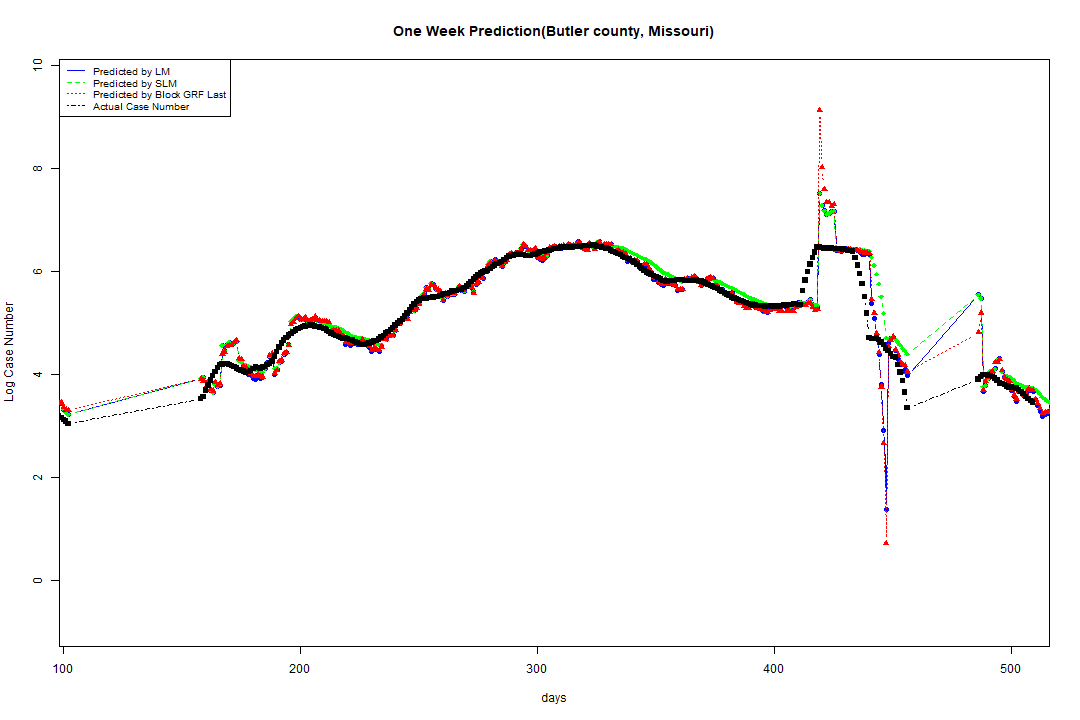 One Week Prediction(Butler county, Missouri)
Predicted by LM
Predicted by SLM
Predicted by Block GRF Last
Actual Case Number
Log Case Number
10
8
6
4
2
0
100 200 300 400 500
days